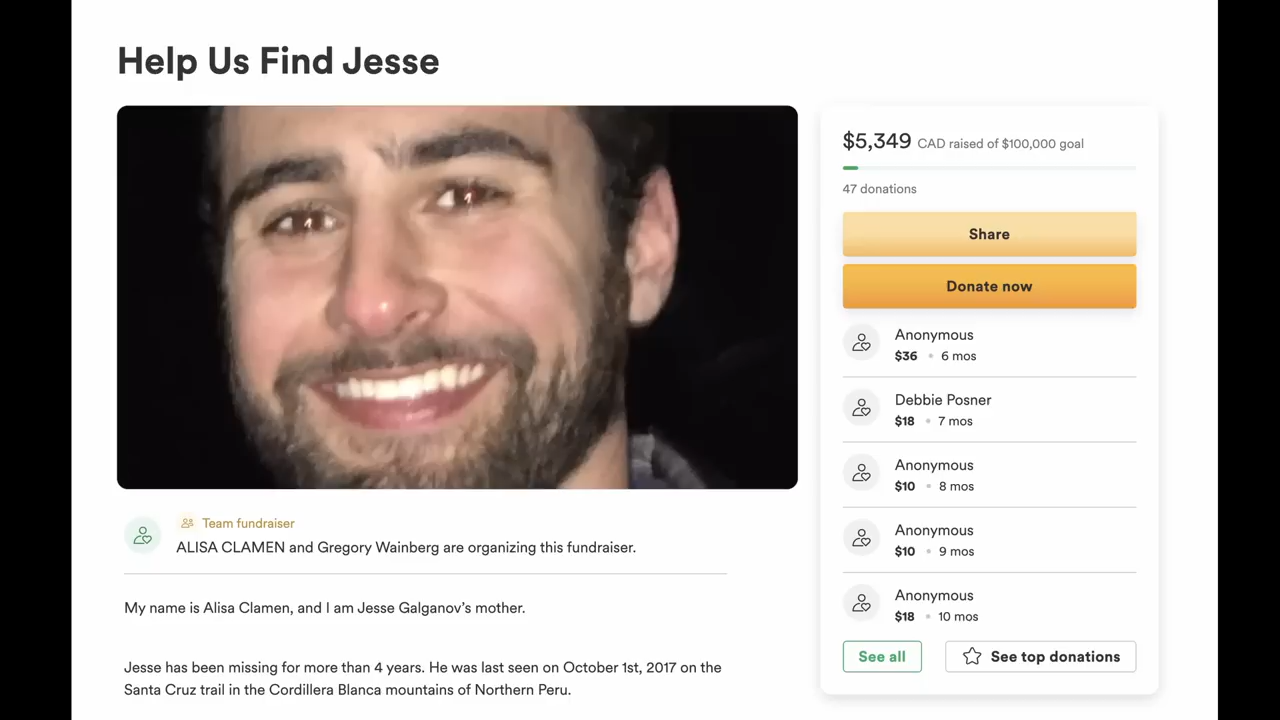 Help Us Find Jesse
$5,349 CAD raised of $100,000 goal
47 donations
Share
Donate now
Anonymous
$36 • 6 mos
Debbie Posner
$18 • 7 mos
Anonymous
$10 • 8 mos
Anonymous
$10 • 9 mos
Anonymous
$18 • 10 mos
See all
See top donations
Team fundraiser
ALISA CLAMEN and Gregory Wainberg are organizing this fundraiser.
My name is Alisa Clamen, and I am Jesse Galganov’s mother.
Jesse has been missing for more than 4 years. He was last seen on October 1st, 2017 on the
Santa Cruz trail in the Cordillera Blanca mountains of Northern Peru.